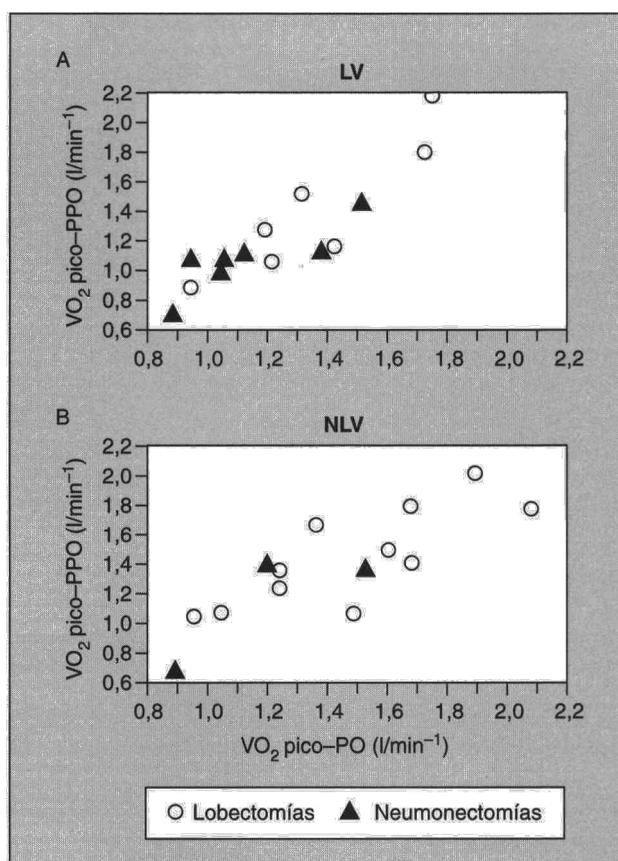 A
LV
VO₂ pico–PPO (l/min⁻¹)
2,2
2,0
1,8
1,6
1,4
1,2
1,0
0,8
0,6
0,8 1,0 1,2 1,4 1,6 1,8 2,0 2,2
B
NLV
VO₂ pico–PPO (l/min⁻¹)
2,2
2,0
1,8
1,6
1,4
1,2
1,0
0,8
0,6
0,8 1,0 1,2 1,4 1,6 1,8 2,0 2,2
VO₂ pico–PO (l/min⁻¹)
Lobectomías Neumonectomías